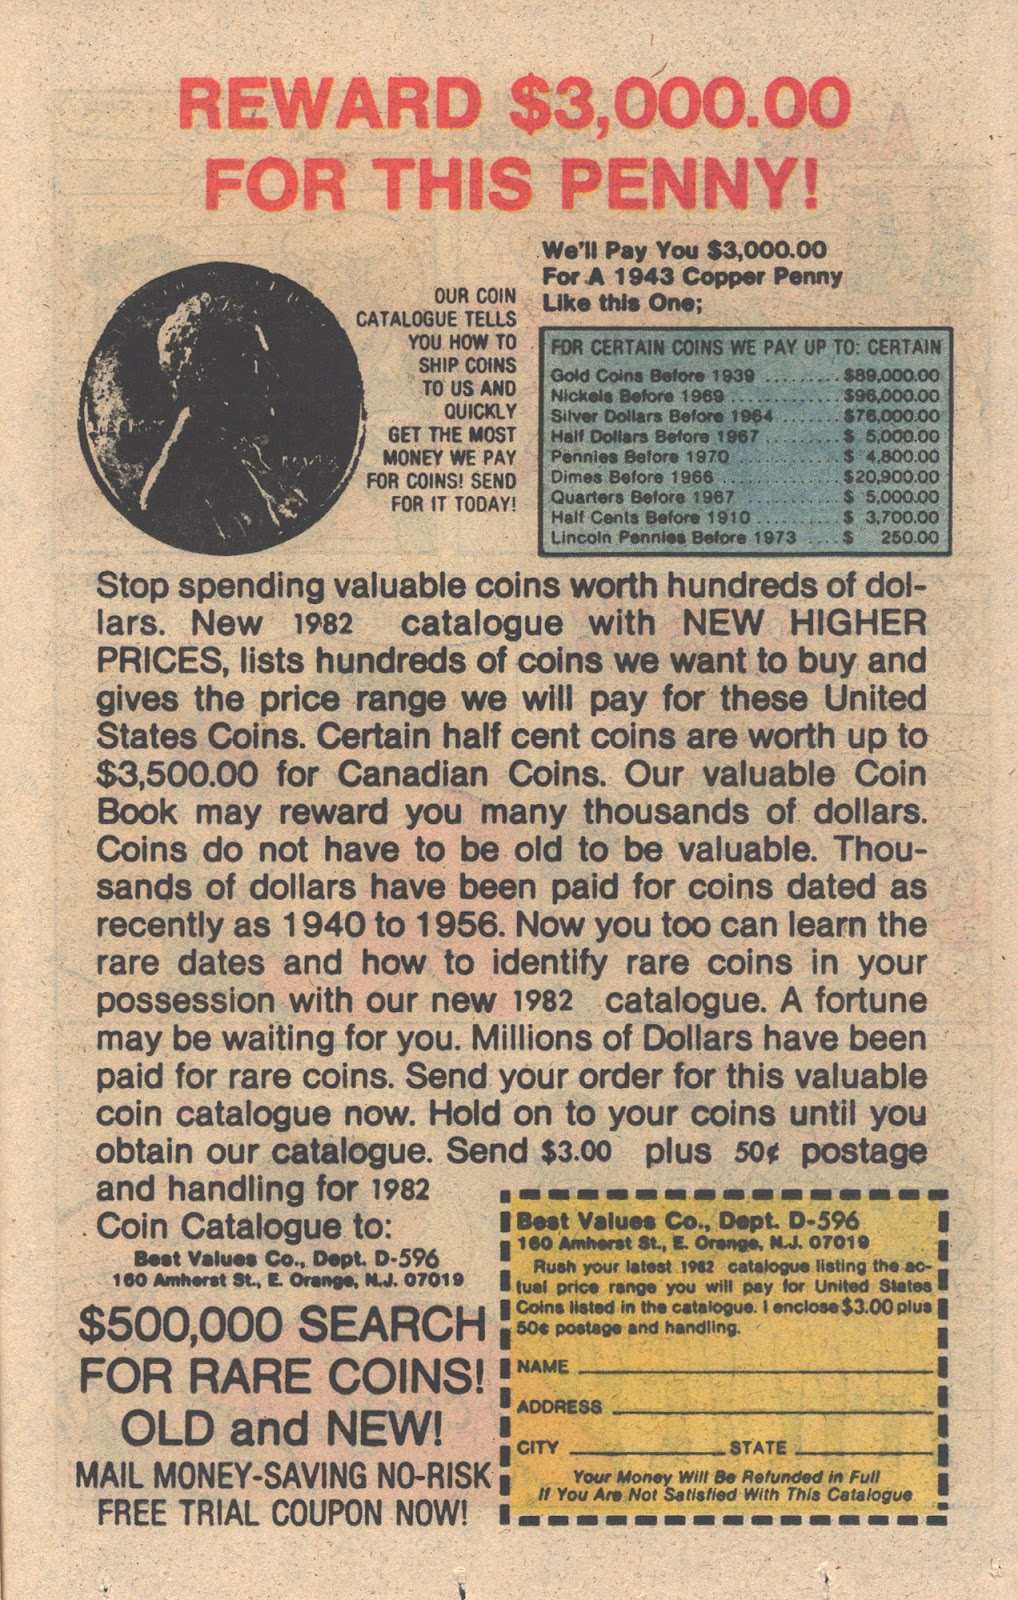 REWARD $3,000.00
FOR THIS PENNY!
We'll Pay You $3,000.00
For A 1943 Copper Penny
Like this One;
OUR COIN
CATALOGUE TELLS
YOU HOW TO
SHIP COINS
TO US AND
QUICKLY
GET THE MOST
MONEY WE PAY
FOR COINS! SEND
FOR IT TODAY!
FOR CERTAIN COINS WE PAY UP TO: CERTAIN
Gold Coins Before 1939 ......... $89,000.00
Nickels Before 1969 ............ $96,000.00
Silver Dollars Before 1964 ....... $76,000.00
Half Dollars Before 1967 ......... $ 5,000.00
Pennies Before 1970 ............ $ 4,800.00
Dimes Before 1966 ............. $20,900.00
Quarters Before 1967 ........... $ 5,000.00
Half Cents Before 1910 .......... $ 3,700.00
Lincoln Pennies Before 1973 .... $ 250.00
Stop spending valuable coins worth hundreds of dol-
lars. New 1982 catalogue with NEW HIGHER
PRICES, lists hundreds of coins we want to buy and
gives the price range we will pay for these United
States Coins. Certain half cent coins are worth up to
$3,500.00 for Canadian Coins. Our valuable Coin
Book may reward you many thousands of dollars.
Coins do not have to be old to be valuable. Thou-
sands of dollars have been paid for coins dated as
recently as 1940 to 1956. Now you too can learn the
rare dates and how to identify rare coins in your
possession with our new 1982 catalogue. A fortune
may be waiting for you. Millions of Dollars have been
paid for rare coins. Send your order for this valuable
coin catalogue now. Hold on to your coins until you
obtain our catalogue. Send $3.00 plus 50¢ postage
and handling for 1982
Coin Catalogue to:
Best Values Co., Dept. D-596
160 Amherst St., E. Orange, N.J. 07019
$500,000 SEARCH
FOR RARE COINS!
OLD and NEW!
MAIL MONEY-SAVING NO-RISK
FREE TRIAL COUPON NOW!
Best Values Co., Dept. D-596
160 Amherst St., E. Orange, N.J. 07019
Rush your latest 1982 catalogue listing the ac-
tual price range you will pay for United States
Coins listed in the catalogue. I enclose $3.00 plus
50¢ postage and handling.
NAME
ADDRESS
CITY STATE
Your Money Will Be Refunded in Full
If You Are Not Satisfied With This Catalogue